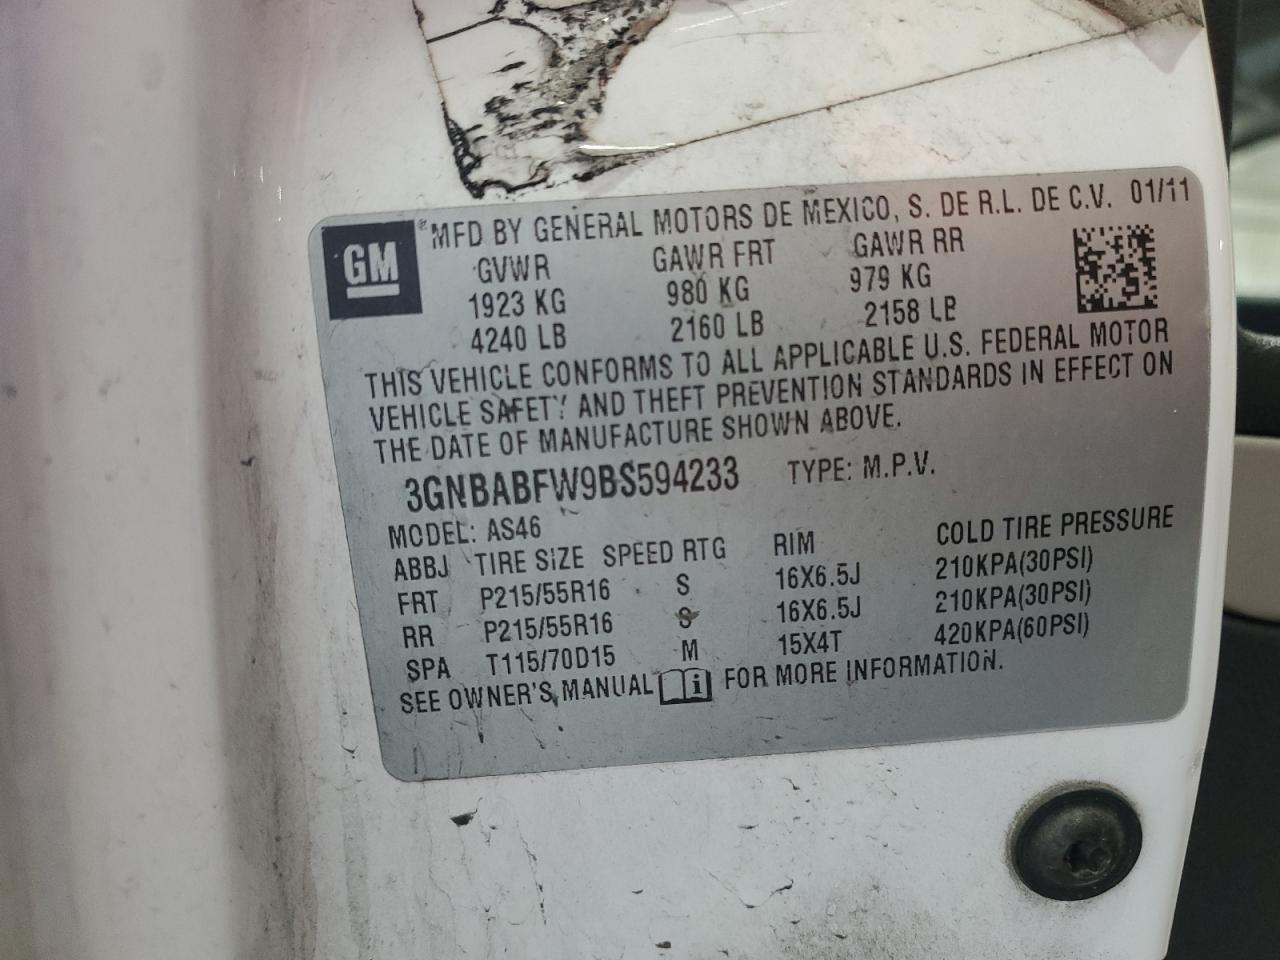 GM
MFD BY GENERAL MOTORS DE MEXICO, S. DE R.L. DE C.V. 01/11
GVWR GAWR FRT GAWR RR
1923 KG 980 KG 979 KG
4240 LB 2160 LB 2158 LB
THIS VEHICLE CONFORMS TO ALL APPLICABLE U.S. FEDERAL MOTOR
VEHICLE SAFETY AND THEFT PREVENTION STANDARDS IN EFFECT ON
THE DATE OF MANUFACTURE SHOWN ABOVE.
3GNBABFW9BS594233 TYPE: M.P.V.
MODEL: AS46
ABBJ TIRE SIZE SPEED RTG RIM COLD TIRE PRESSURE
FRT P215/55R16 S 16X6.5J 210KPA(30PSI)
RR P215/55R16 S 16X6.5J 210KPA(30PSI)
SPA T115/70D15 M 15X4T 420KPA(60PSI)
SEE OWNER'S MANUAL i FOR MORE INFORMATION.